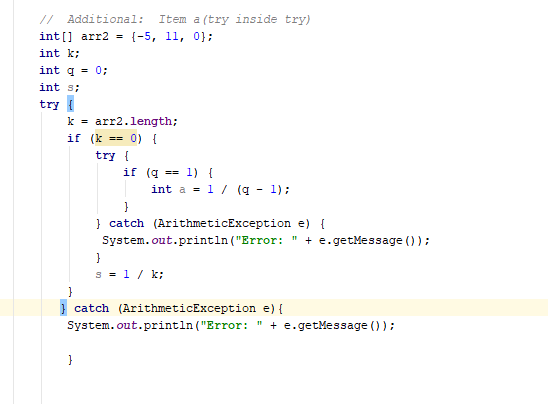 //  Additional:  Item a(try inside try)
int[] arr2 = {-5, 11, 0};
int k;
int q = 0;
int s;
try {
k = arr2.length;
if (k == 0) {
try {
if (q == 1) {
int a = 1 / (q - 1);
}
} catch (ArithmeticException e) {
System.out.println("Error: " + e.getMessage());
}
s = 1 / k;
}
} catch (ArithmeticException e){
System.out.println("Error: " + e.getMessage());
}